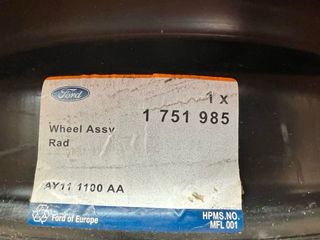 Ford
1 X
1 751 985
Wheel Assy
Rad
AY11 1100 AA
Ford of Europe
HPMS.NO.
MFL 001